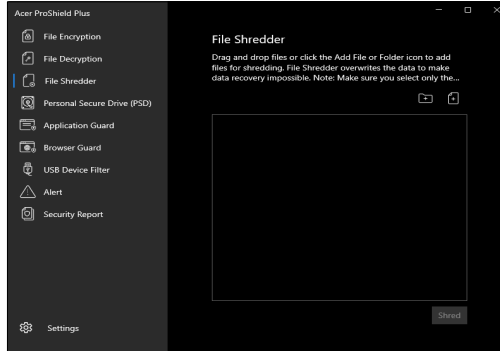 Acer ProShield Plus
File Encryption
File Decryption
File Shredder
Personal Secure Drive (PSD)
Application Guard
Browser Guard
USB Device Filter
Alert
Security Report
Settings
File Shredder
Drag and drop files or click the Add File or Folder icon to add
files for shredding. File Shredder overwrites the data to make
data recovery impossible. Note: Make sure you select only the...
Shred